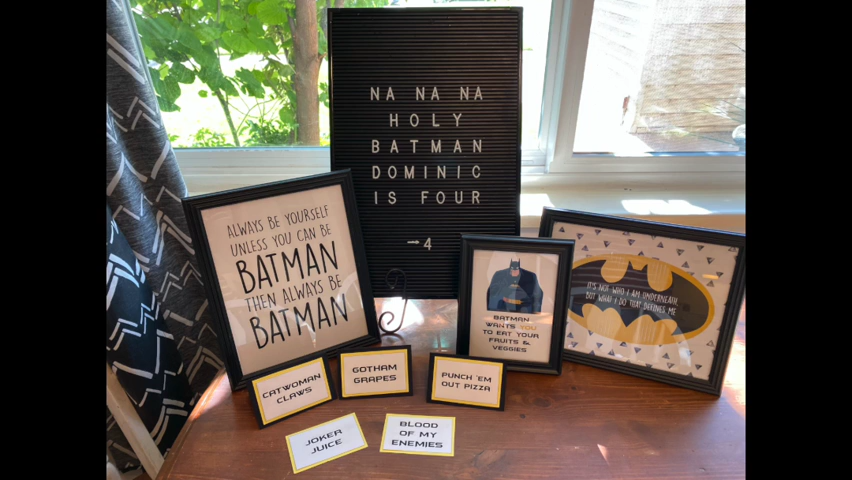 NA NA NA
HOLY
BATMAN
DOMINIC
IS FOUR
→4
ALWAYS BE YOURSELF
UNLESS YOU CAN BE
BATMAN
THEN ALWAYS BE
BATMAN
BATMAN
WANTS YOU
TO EAT YOUR
FRUITS &
VEGGIES
IT'S NOT WHO I AM UNDERNEATH,
BUT WHAT I DO THAT DEFINES ME
CATWOMAN
CLAWS
GOTHAM
GRAPES
PUNCH 'EM
OUT PIZZA
JOKER
JUICE
BLOOD
OF MY
ENEMIES